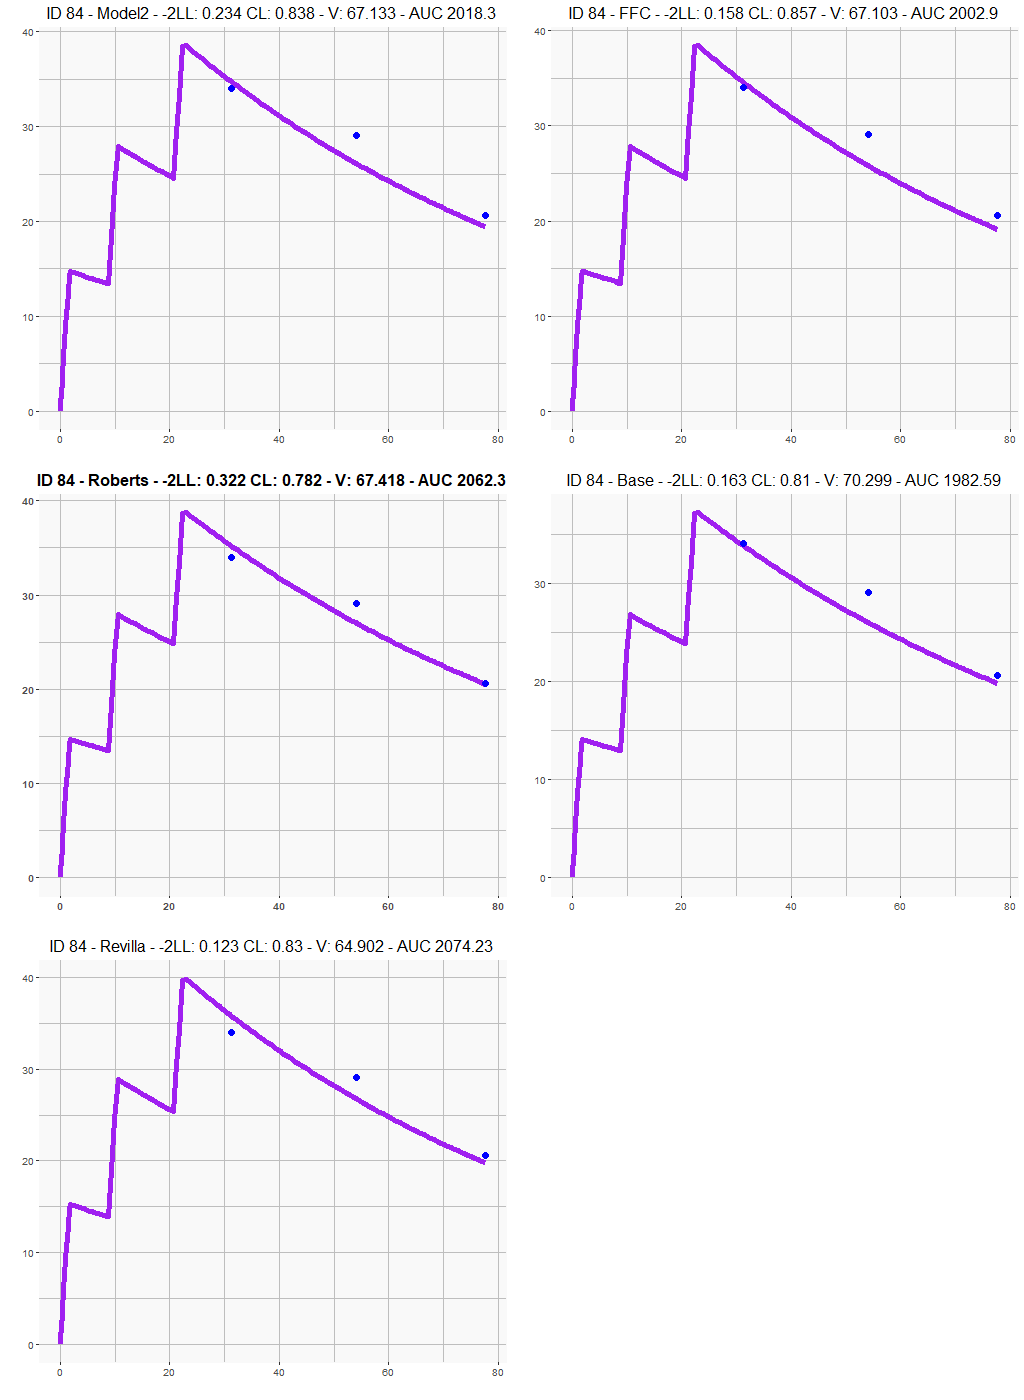 ID 84 - Model2 - -2LL: 0.234 CL: 0.838 - V: 67.133 - AUC 2018.3
40
30
20
10
0
0 20 40 60 80
ID 84 - FFC - -2LL: 0.158 CL: 0.857 - V: 67.103 - AUC 2002.9
40
30
20
10
0
0 20 40 60 80
ID 84 - Roberts - -2LL: 0.322 CL: 0.782 - V: 67.418 - AUC 2062.3
40
30
20
10
0
0 20 40 60 80
ID 84 - Base - -2LL: 0.163 CL: 0.81 - V: 70.299 - AUC 1982.59
30
20
10
0
0 20 40 60 80
ID 84 - Revilla - -2LL: 0.123 CL: 0.83 - V: 64.902 - AUC 2074.23
40
30
20
10
0
0 20 40 60 80